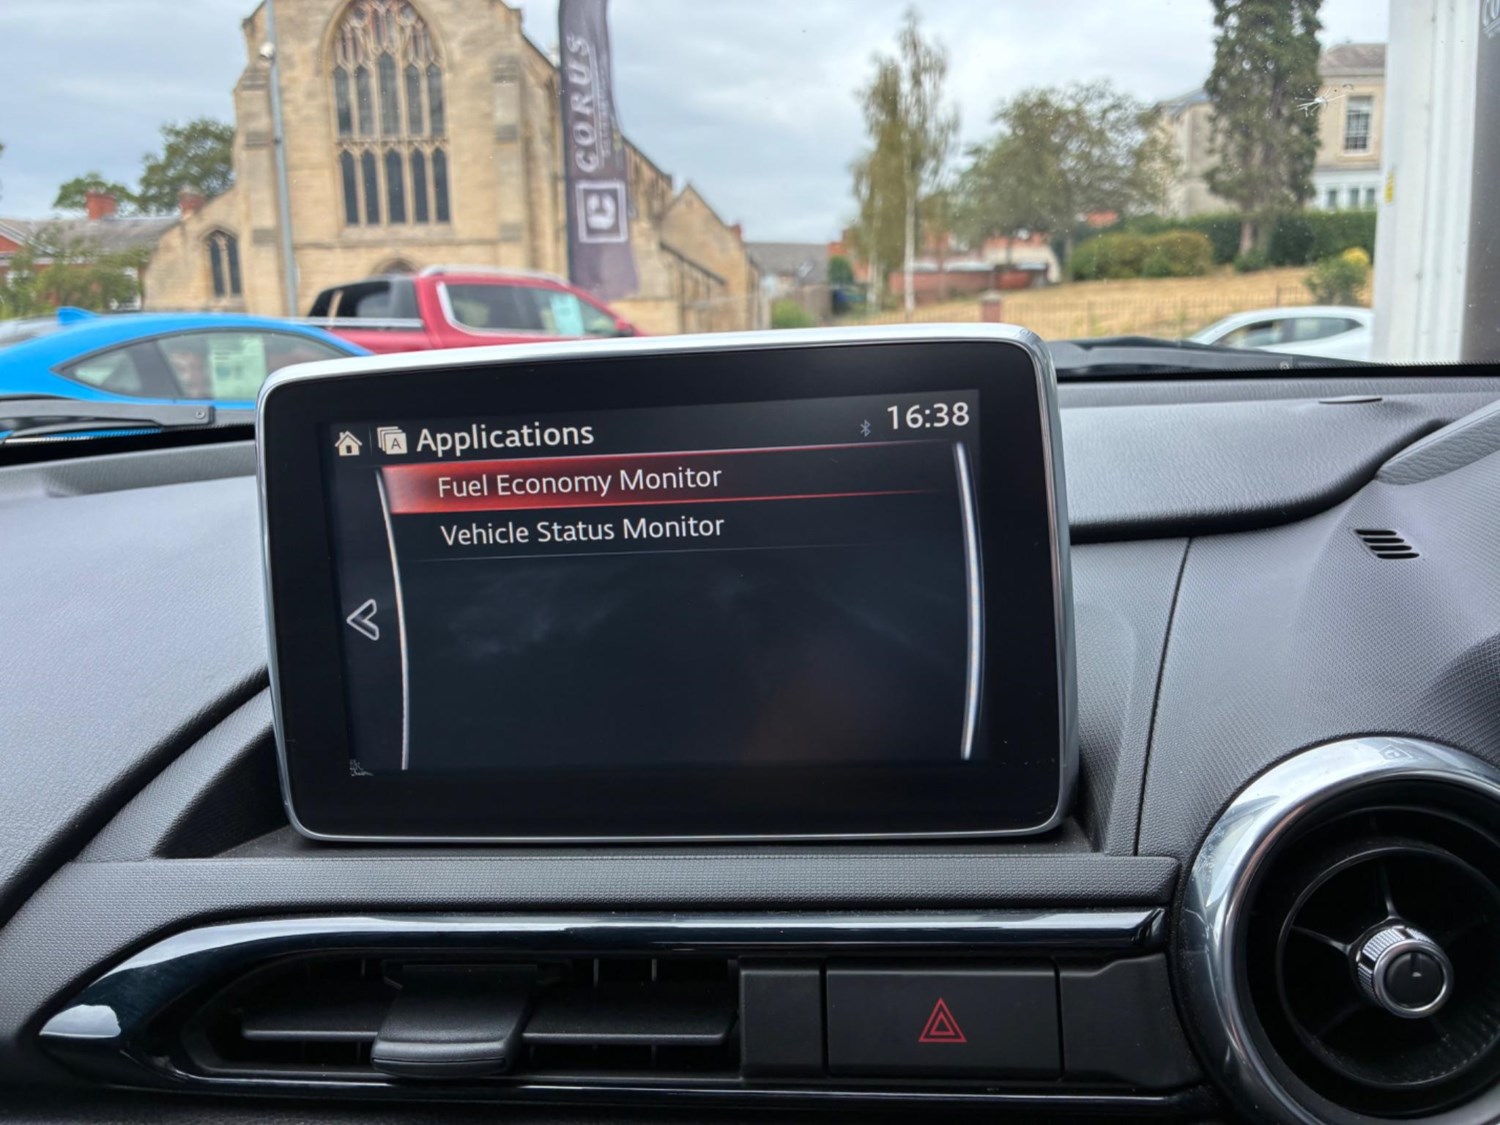 CORUS
A
Applications
16:38
Fuel Economy Monitor
Vehicle Status Monitor